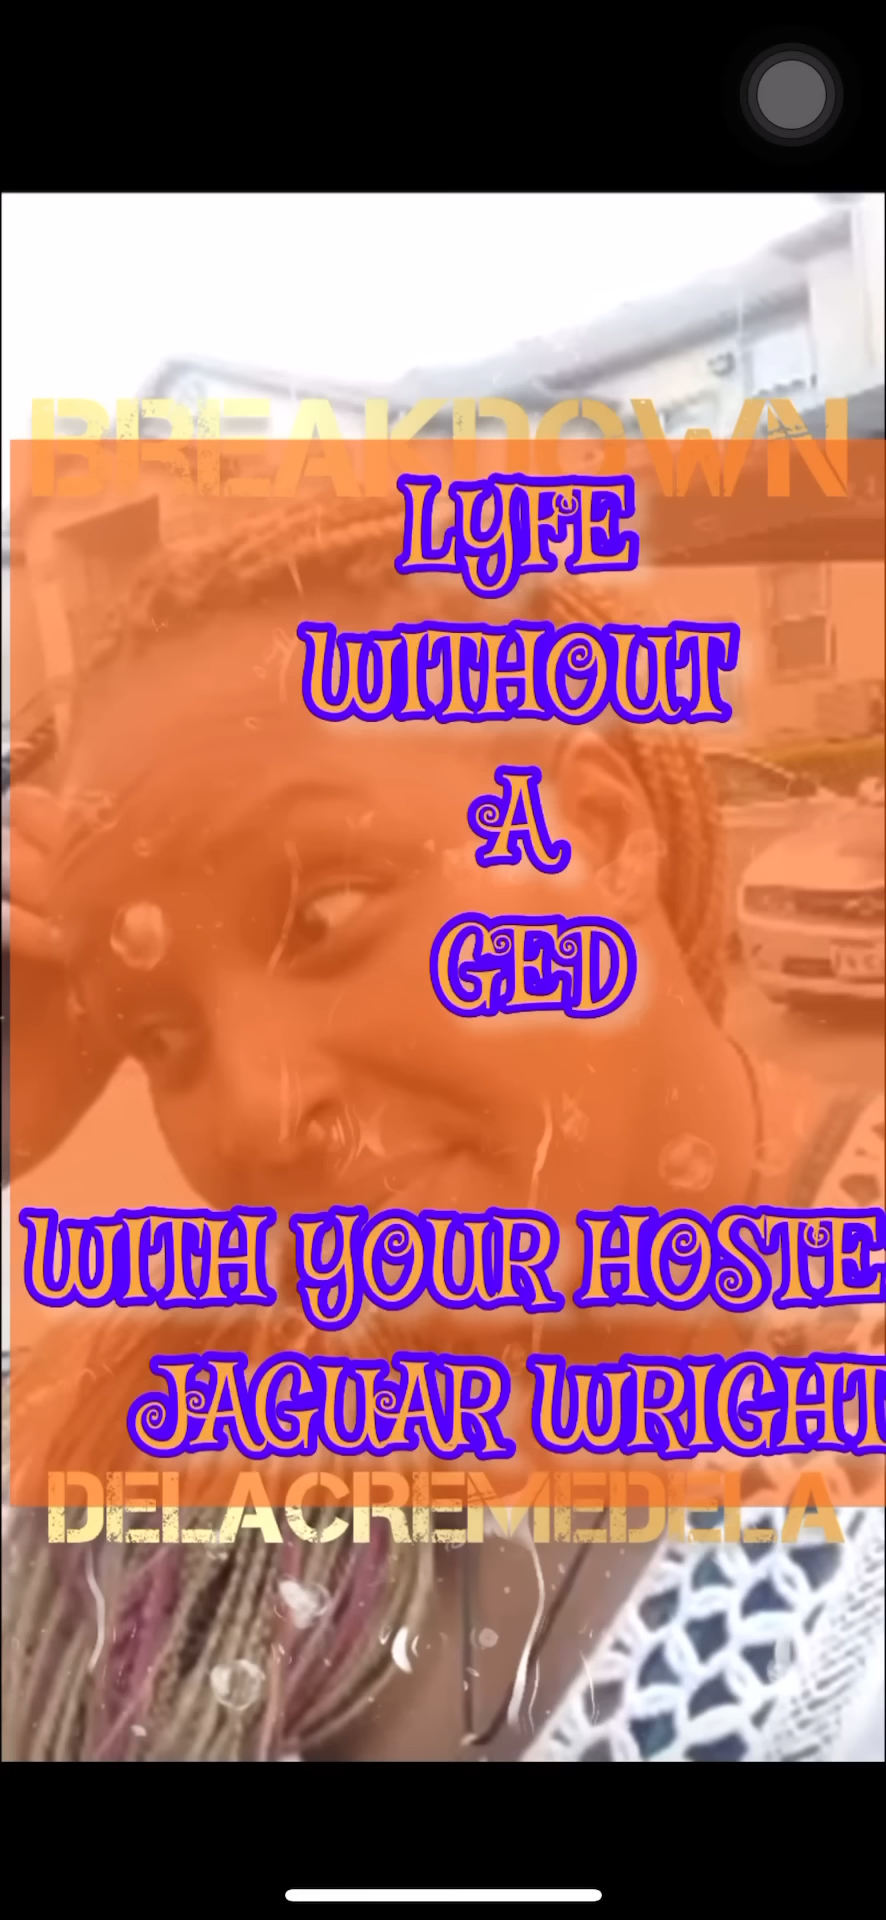 BREAKDOWN
LYFE
WITHOUT
A
GED
WITH YOUR HOSTE
JAGUAR WRIGHT
DELACREMEDELA